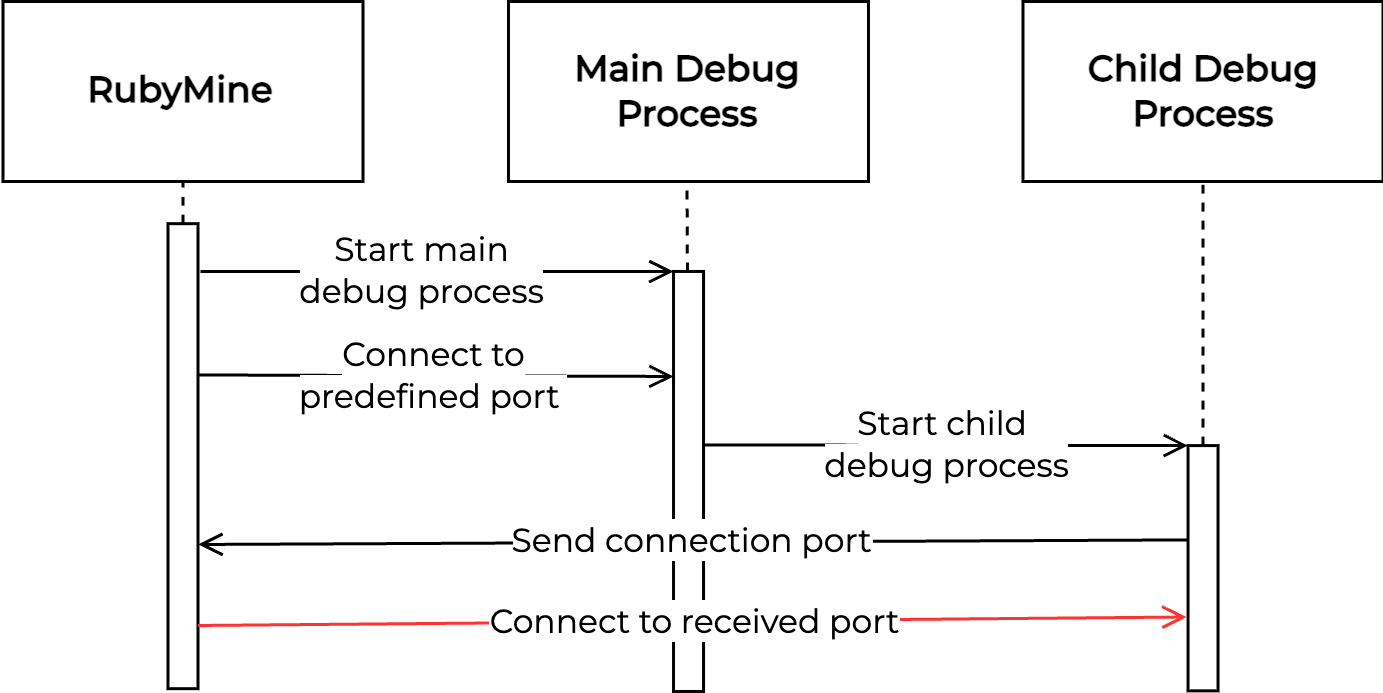 RubyMine
Main Debug
Process
Child Debug
Process
Start main
debug process
Connect to
predefined port
Start child
debug process
Send connection port
Connect to received port